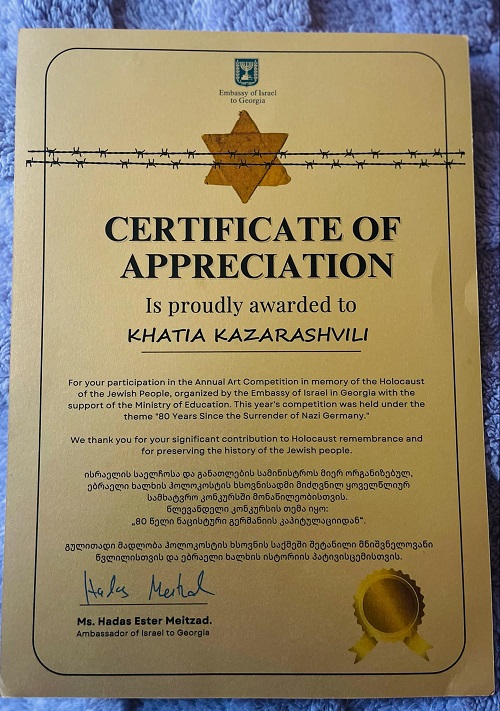 Embassy of Israel
to Georgia
CERTIFICATE OF
APPRECIATION
Is proudly awarded to
KHATIA KAZARASHVILI
For your participation in the Annual Art Competition in memory of the Holocaust
of the Jewish People, organized by the Embassy of Israel in Georgia with the
support of the Ministry of Education. This year's competition was held under the
theme "80 Years Since the Surrender of Nazi Germany."
We thank you for your significant contribution to Holocaust remembrance and
for preserving the history of the Jewish people.
ისრაელის საელჩოსა და განათლების სამინისტროს მიერ ორგანიზებულ,
ებრაელი ხალხის ჰოლოკოსტის ხსოვნისადმი მიძღვნილ ყოველწლიურ
სამხატვრო კონკურსში მონაწილეობისთვის.
წლევანდელი კონკურსის თემა იყო:
„80 წელი ნაცისტური გერმანიის კაპიტულაციიდან“.
გულითადი მადლობა ჰოლოკოსტის ხსოვნის საქმეში შეტანილი მნიშვნელოვანი
წვლილისთვის და ებრაელი ხალხის ისტორიის პატივისცემისთვის.
Hadas Meitzad
Ms. Hadas Ester Meitzad.
Ambassador of Israel to Georgia